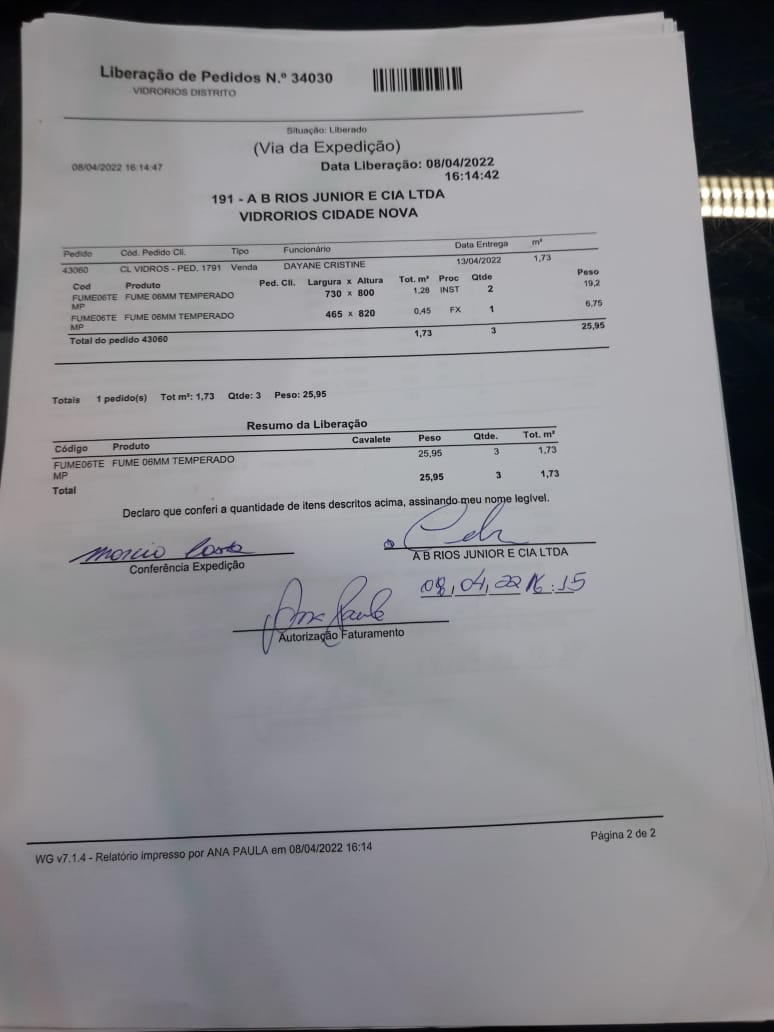 Liberação de Pedidos N.º 34030
VIDRORIOS DISTRITO
Situação: Liberado
(Via da Expedição)
08/04/2022 16:14:47
Data Liberação: 08/04/2022
16:14:42
191 - A B RIOS JUNIOR E CIA LTDA
VIDRORIOS CIDADE NOVA
Pedido Cód. Pedido Cli. Tipo Funcionário Data Entrega m²
43060 CL VIDROS - PED. 1791 Venda DAYANE CRISTINE 13/04/2022 1,73
Cod Produto Ped. Cli. Largura x Altura Tot. m² Proc Qtde Peso
FUME06TE FUME 06MM TEMPERADO 730 x 800 1,28 INST 2 19,2
MP
FUME06TE FUME 06MM TEMPERADO 465 x 820 0,45 FX 1 6,75
MP
Total do pedido 43060 1,73 3 25,95
Totais 1 pedido(s) Tot m²: 1,73 Qtde: 3 Peso: 25,95
Resumo da Liberação
Código Produto Cavalete Peso Qtde. Tot. m²
FUME06TE FUME 06MM TEMPERADO 25,95 3 1,73
MP
Total 25,95 3 1,73
Declaro que conferi a quantidade de itens descritos acima, assinando meu nome legível.
Conferência Expedição
A B RIOS JUNIOR E CIA LTDA
08,04,22 16:15
Ana Paula
Autorização Faturamento
WG v7.1.4 - Relatório impresso por ANA PAULA em 08/04/2022 16:14
Página 2 de 2